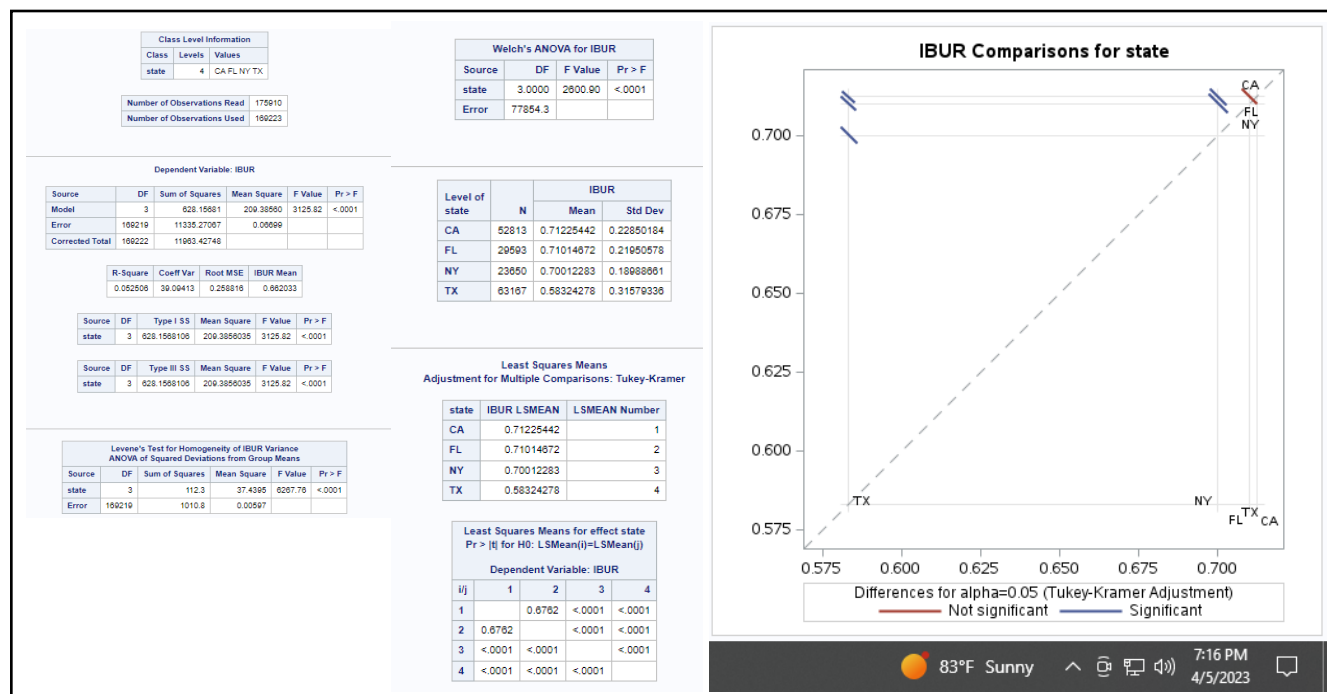 Class Level Information
Class Levels Values
state 4 CA FL NY TX
Number of Observations Read 175910
Number of Observations Used 169223
Dependent Variable: IBUR
Source DF Sum of Squares Mean Square F Value Pr > F
Model 3 628.15681 209.38560 3125.82 <.0001
Error 169219 11335.27067 0.06699
Corrected Total 169222 11963.42748
R-Square Coeff Var Root MSE IBUR Mean
0.052506 39.09413 0.258816 0.662033
Source DF Type I SS Mean Square F Value Pr > F
state 3 628.1568106 209.3856035 3125.82 <.0001
Source DF Type III SS Mean Square F Value Pr > F
state 3 628.1568106 209.3856035 3125.82 <.0001
Levene's Test for Homogeneity of IBUR Variance
ANOVA of Squared Deviations from Group Means
Source DF Sum of Squares Mean Square F Value Pr > F
state 3 112.3 37.4395 6267.76 <.0001
Error 169219 1010.8 0.00597
Welch's ANOVA for IBUR
Source DF F Value Pr > F
state 3.0000 2600.90 <.0001
Error 77854.3
Level of state N IBUR
Mean Std Dev
CA 52813 0.71225442 0.22850184
FL 29593 0.71014672 0.21950578
NY 23650 0.70012283 0.18988661
TX 63167 0.58324278 0.31579336
Least Squares Means
Adjustment for Multiple Comparisons: Tukey-Kramer
state IBUR LSMEAN LSMEAN Number
CA 0.71225442 1
FL 0.71014672 2
NY 0.70012283 3
TX 0.58324278 4
Least Squares Means for effect state
Pr > |t| for H0: LSMean(i)=LSMean(j)
Dependent Variable: IBUR
i/j 1 2 3 4
1 0.6762 <.0001 <.0001
2 0.6762 <.0001 <.0001
3 <.0001 <.0001 <.0001
4 <.0001 <.0001 <.0001
IBUR Comparisons for state
CA
FL
NY
0.700
0.675
0.650
0.625
0.600
0.575
TX
NY
FL TX CA
0.575 0.600 0.625 0.650 0.675 0.700
Differences for alpha=0.05 (Tukey-Kramer Adjustment)
Not significant Significant
83°F Sunny
7:16 PM
4/5/2023